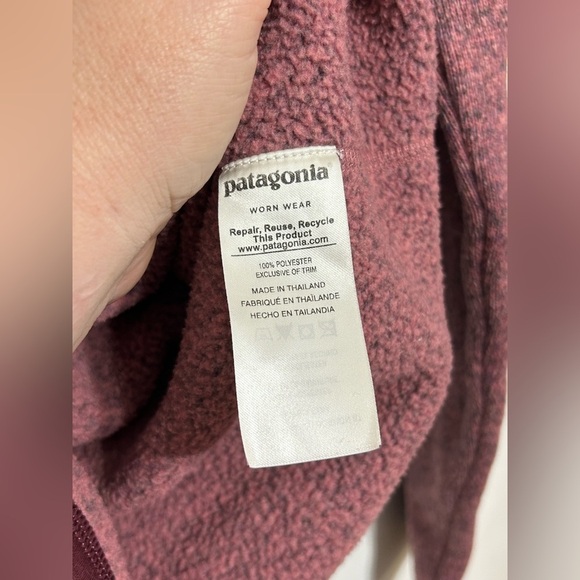 patagonia
WORN WEAR
Repair, Reuse, Recycle
This Product
www.patagonia.com
100% POLYESTER
EXCLUSIVE OF TRIM
MADE IN THAILAND
FABRIQUÉ EN THAÏLANDE
HECHO EN TAILANDIA